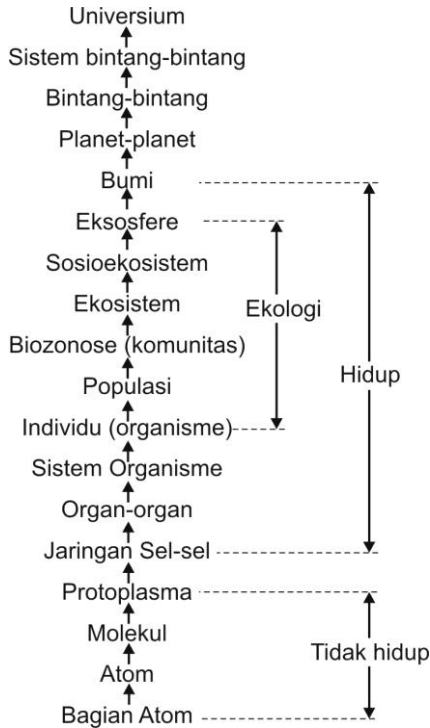 Universium
Sistem bintang-bintang
Bintang-bintang
Planet-planet
Bumi
Eksosfere
Sosioekosistem
Ekosistem
Biozonose (komunitas)
Populasi
Individu (organisme)
Sistem Organisme
Organ-organ
Jaringan Sel-sel
Protoplasma
Molekul
Atom
Bagian Atom
Ekologi
Hidup
Tidak hidup